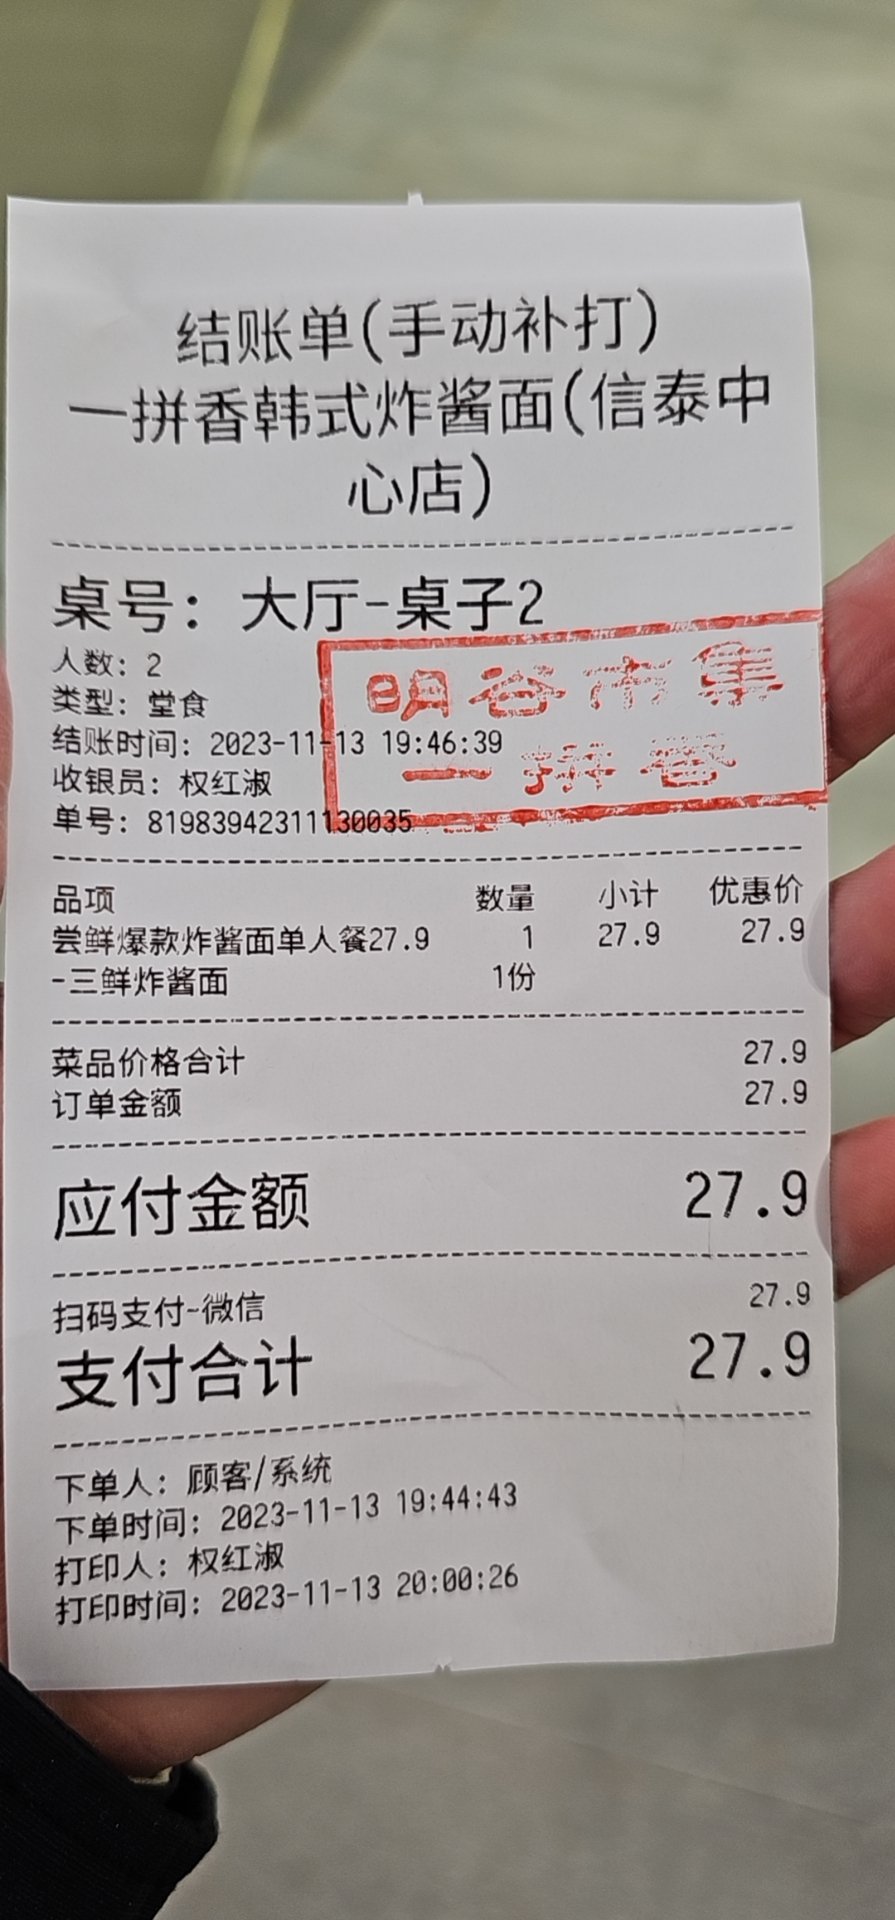 结账单(手动补打)
一拼香韩式炸酱面(信泰中
心店)
桌号: 大厅-桌子2
人数: 2
类型: 堂食
结账时间: 2023-11-13 19:46:39
收银员: 权红淑
单号: 81983942311130035
明谷市集
一拼香
品项 数量 小计 优惠价
尝鲜爆款炸酱面单人餐27.9 1 27.9 27.9
-三鲜炸酱面 1份
菜品价格合计 27.9
订单金额 27.9
应付金额 27.9
扫码支付-微信 27.9
支付合计 27.9
下单人: 顾客/系统
下单时间: 2023-11-13 19:44:43
打印人: 权红淑
打印时间: 2023-11-13 20:00:26